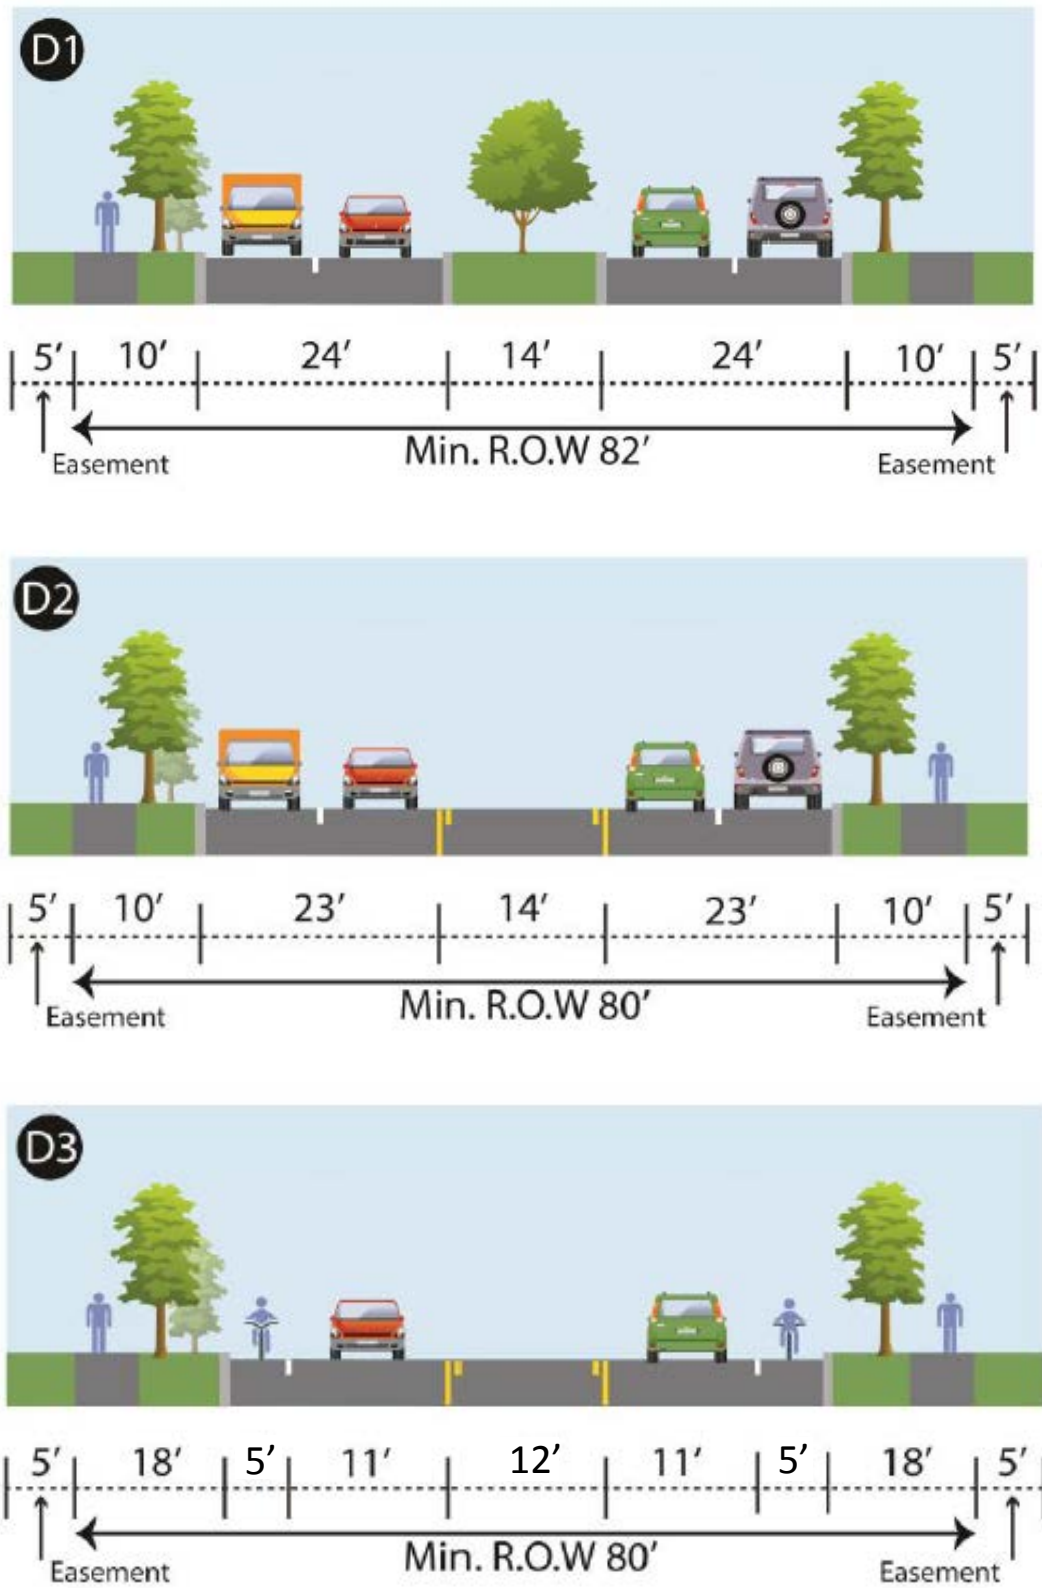 D1
5′ 10′ 24′ 14′ 24′ 10′ 5′
Min. R.O.W 82′
Easement Easement
D2
5′ 10′ 23′ 14′ 23′ 10′ 5′
Min. R.O.W 80′
Easement Easement
D3
5′ 18′ 5’ 11′ 12’ 11′ 5’ 18′ 5′
Min. R.O.W 80′
Easement Easement